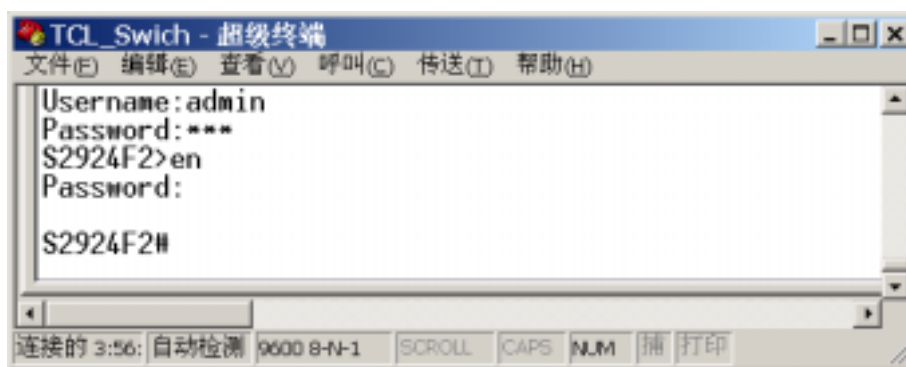 TCL_Swich - 超级终端
文件(F) 编辑(E) 查看(V) 呼叫(C) 传送(T) 帮助(H)
Username:admin
Password:***
S2924F2>en
Password:
S2924F2#
连接的 3:56: 自动检测 9600 8-N-1 SCROLL CAPS NUM 捕 打印